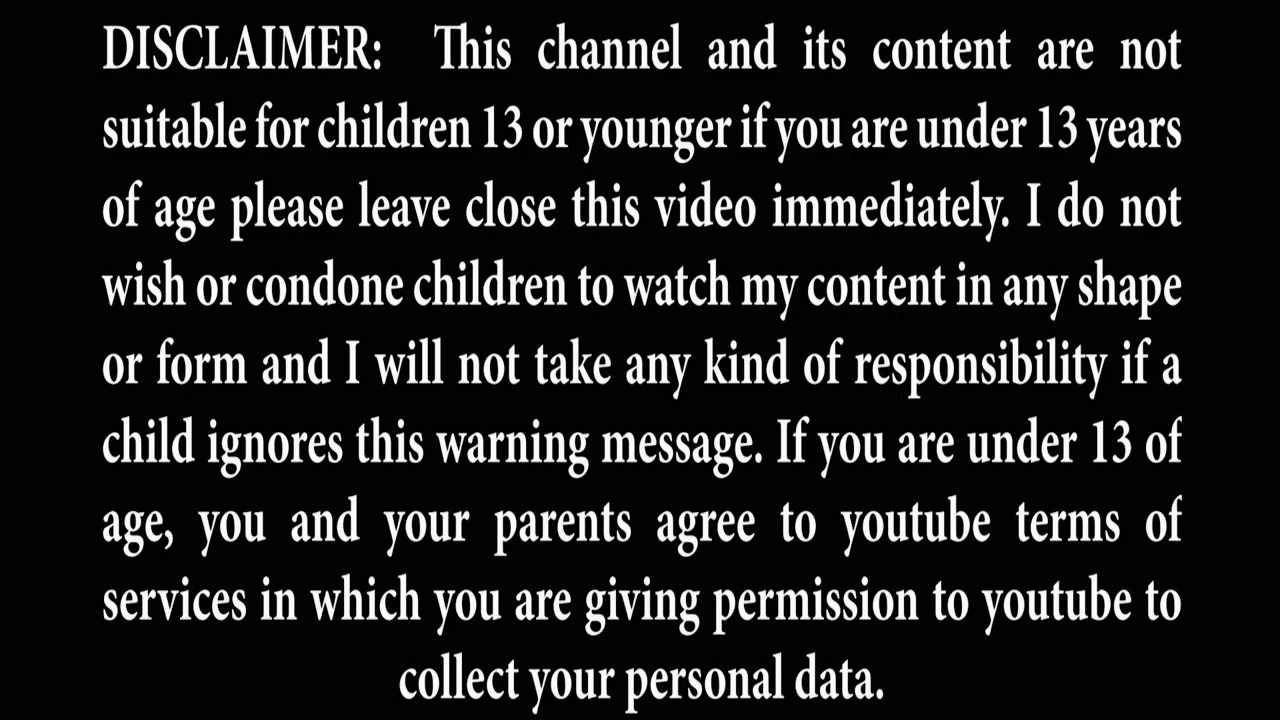 DISCLAIMER: This channel and its content are not
suitable for children 13 or younger if you are under 13 years
of age please leave close this video immediately. I do not
wish or condone children to watch my content in any shape
or form and I will not take any kind of responsibility if a
child ignores this warning message. If you are under 13 of
age, you and your parents agree to youtube terms of
services in which you are giving permission to youtube to
collect your personal data.